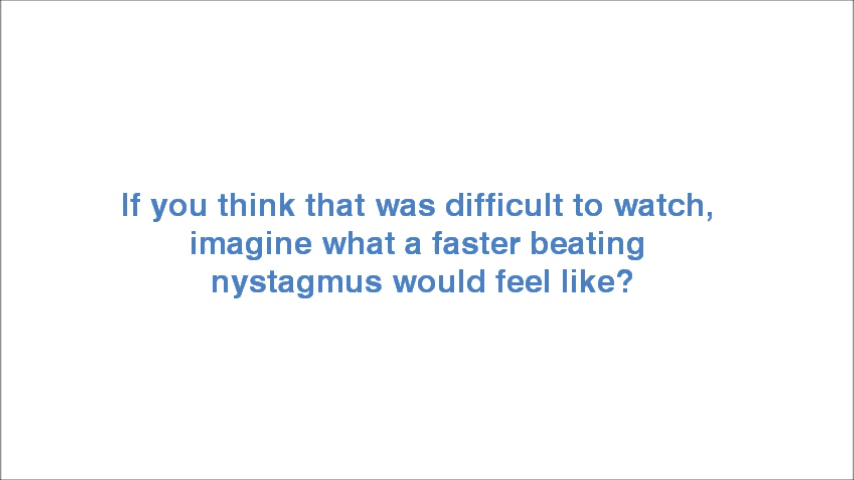 If you think that was difficult to watch,
imagine what a faster beating
nystagmus would feel like?